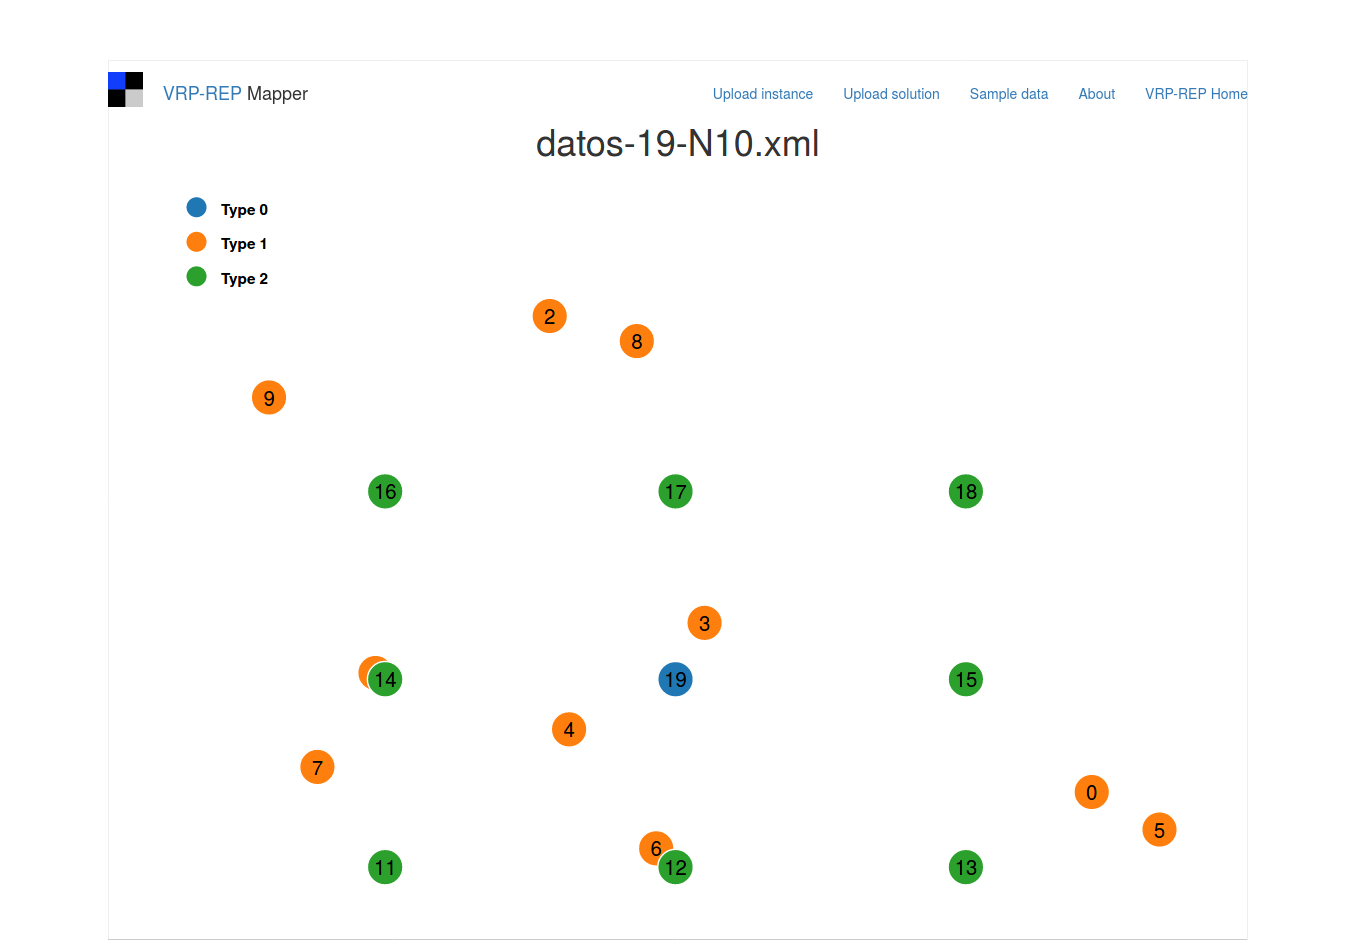 VRP-REP Mapper
Upload instance Upload solution Sample data About VRP-REP Home
datos-19-N10.xml
Type 0
Type 1
Type 2
2
8
9
16 17 18
3
14 19 15
4
7
0
5
6
11 12 13